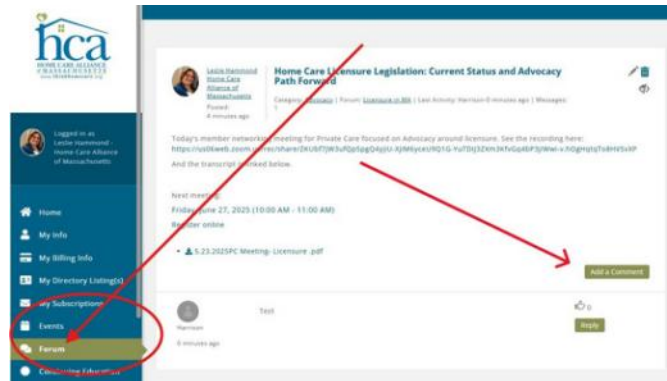 hca
HOME CARE ALLIANCE
of MASSACHUSETTS
Logged in as
Leslie Hammond -
Home Care Alliance
of Massachusetts
Home
My Info
My Billing Info
My Directory Listing(s)
My Subscriptions
Events
Forum
Continuing Education
Leslie Hammond
Home Care
Alliance of
Massachusetts
Posted:
4 minutes ago
Home Care Licensure Legislation: Current Status and Advocacy
Path Forward
Category: Advocacy | Forum: Licensure in MA | Last Activity: Harrison 0 minutes ago | Messages:
1
Today's member networking meeting for Private Care focused on Advocacy around licensure. See the recording here:
And the transcript is linked below.
Next meeting:
Friday, June 27, 2025 (10:00 AM - 11:00 AM)
Register online
5.23.2025PC Meeting- Licensure .pdf
Add a Comment
Harrison
0 minutes ago
Test
0
Reply